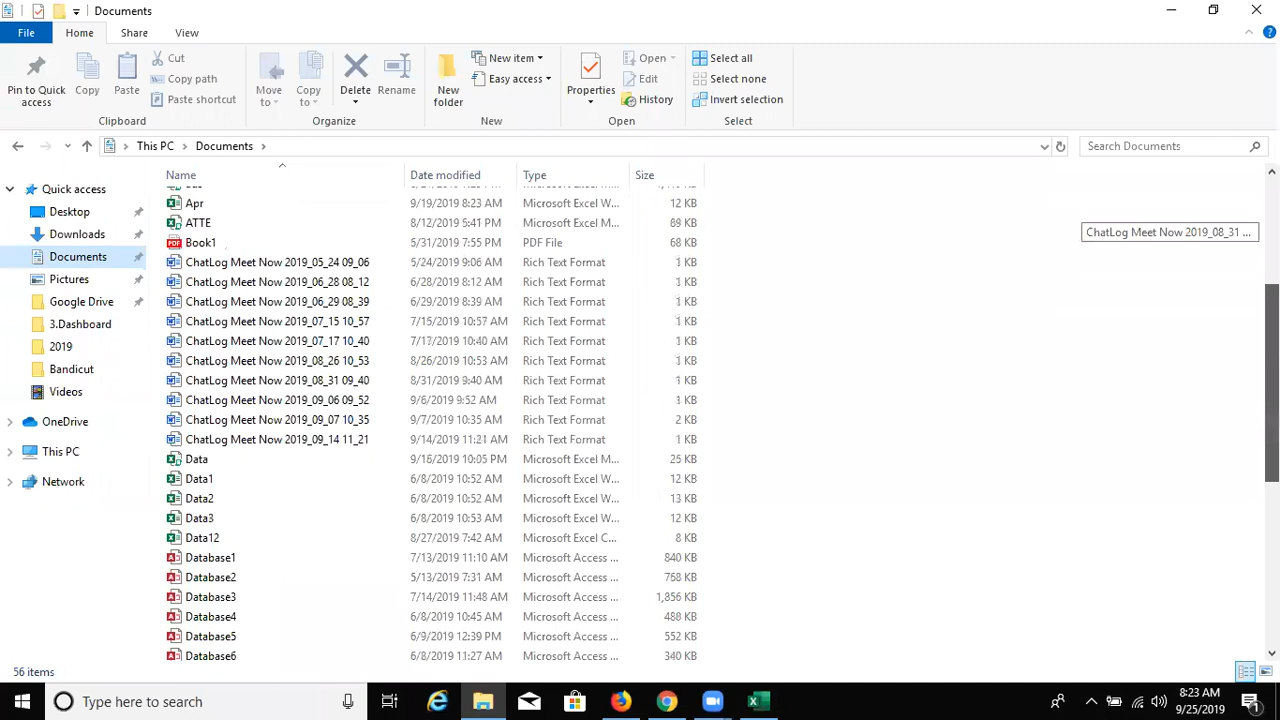 Documents
File Home Share View
Pin to Quick access
Copy
Paste
Cut
Copy path
Paste shortcut
Clipboard
Move to
Copy to
Delete
Rename
Organize
New folder
New item
Easy access
New
Properties
Open
Edit
History
Open
Select all
Select none
Invert selection
Select
This PC Documents
Search Documents
Name Date modified Type Size
Quick access
Desktop
Downloads
Documents
Pictures
Google Drive
3.Dashboard
2019
Bandicut
Videos
OneDrive
This PC
Network
Apr 9/19/2019 8:23 AM Microsoft Excel W... 12 KB
ATTE 8/12/2019 5:41 PM Microsoft Excel M... 89 KB
Book1 5/31/2019 7:55 PM PDF File 68 KB
ChatLog Meet Now 2019_05_24 09_06 5/24/2019 9:06 AM Rich Text Format 1 KB
ChatLog Meet Now 2019_06_28 08_12 6/28/2019 8:12 AM Rich Text Format 1 KB
ChatLog Meet Now 2019_06_29 08_39 6/29/2019 8:39 AM Rich Text Format 1 KB
ChatLog Meet Now 2019_07_15 10_57 7/15/2019 10:57 AM Rich Text Format 1 KB
ChatLog Meet Now 2019_07_17 10_40 7/17/2019 10:40 AM Rich Text Format 1 KB
ChatLog Meet Now 2019_08_26 10_53 8/26/2019 10:53 AM Rich Text Format 1 KB
ChatLog Meet Now 2019_08_31 09_40 8/31/2019 9:40 AM Rich Text Format 1 KB
ChatLog Meet Now 2019_09_06 09_52 9/6/2019 9:52 AM Rich Text Format 1 KB
ChatLog Meet Now 2019_09_07 10_35 9/7/2019 10:35 AM Rich Text Format 2 KB
ChatLog Meet Now 2019_09_14 11_21 9/14/2019 11:21 AM Rich Text Format 1 KB
Data 9/16/2019 10:05 PM Microsoft Excel M... 25 KB
Data1 6/8/2019 10:52 AM Microsoft Excel W... 12 KB
Data2 6/8/2019 10:52 AM Microsoft Excel W... 13 KB
Data3 6/8/2019 10:53 AM Microsoft Excel W... 12 KB
Data12 8/27/2019 7:42 AM Microsoft Excel C... 8 KB
Database1 7/13/2019 11:10 AM Microsoft Access ... 840 KB
Database2 5/13/2019 7:31 AM Microsoft Access ... 768 KB
Database3 7/14/2019 11:48 AM Microsoft Access ... 1,856 KB
Database4 6/8/2019 10:45 AM Microsoft Access ... 488 KB
Database5 6/9/2019 12:39 PM Microsoft Access ... 552 KB
Database6 6/8/2019 11:27 AM Microsoft Access ... 340 KB
ChatLog Meet Now 2019_08_31 ...
56 items
Type here to search
8:23 AM
9/25/2019
1